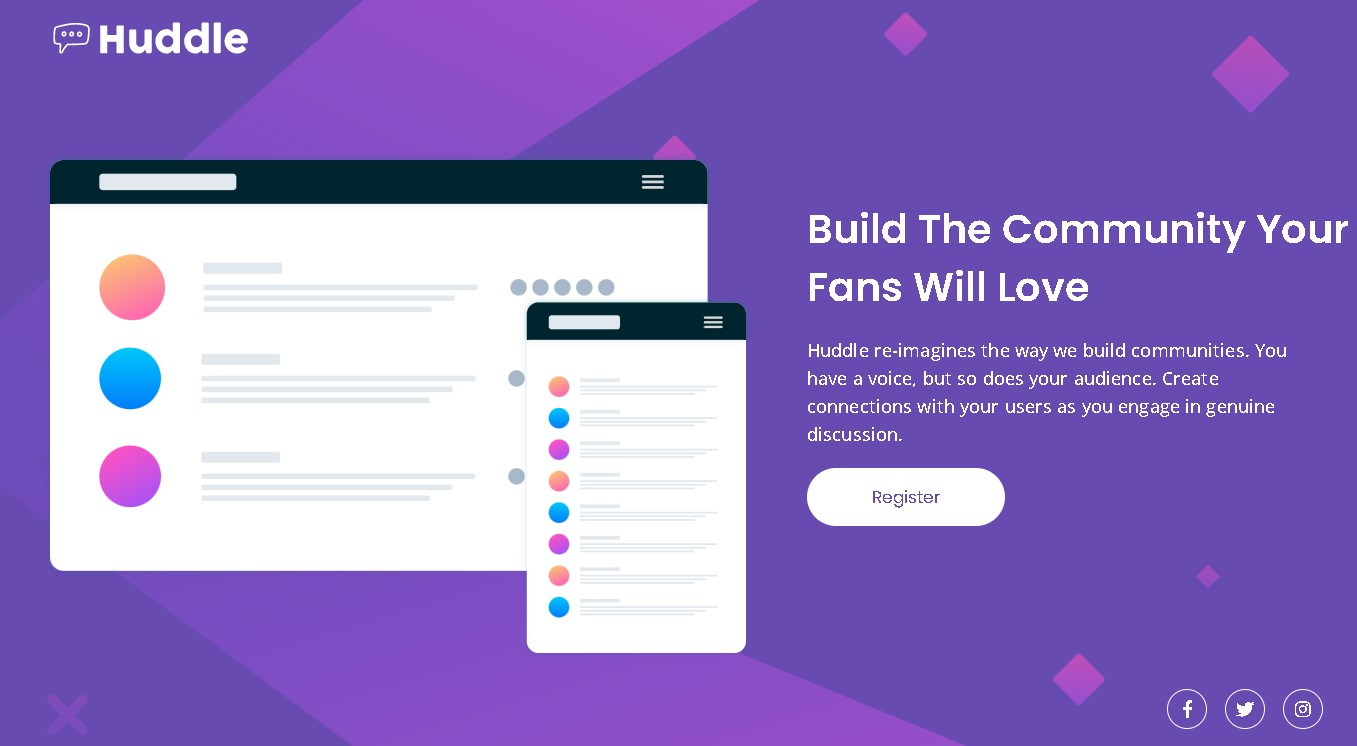 Huddle
Build The Community Your
Fans Will Love
Huddle re-imagines the way we build communities. You
have a voice, but so does your audience. Create
connections with your users as you engage in genuine
discussion.
Register